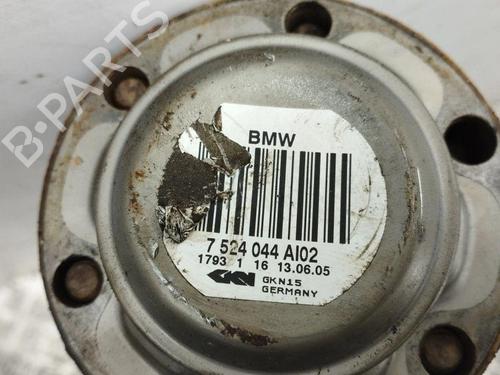 B-PARTS
BMW
7 524 044 AI02
1793 1 16 13.06.05
GKN
GKN15
GERMANY